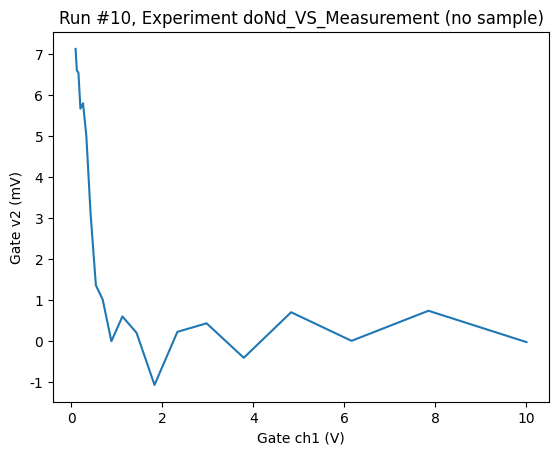 Run #10, Experiment doNd_VS_Measurement (no sample)
7
6
5
4
3
2
1
0
-1
Gate v2 (mV)
0 2 4 6 8 10
Gate ch1 (V)